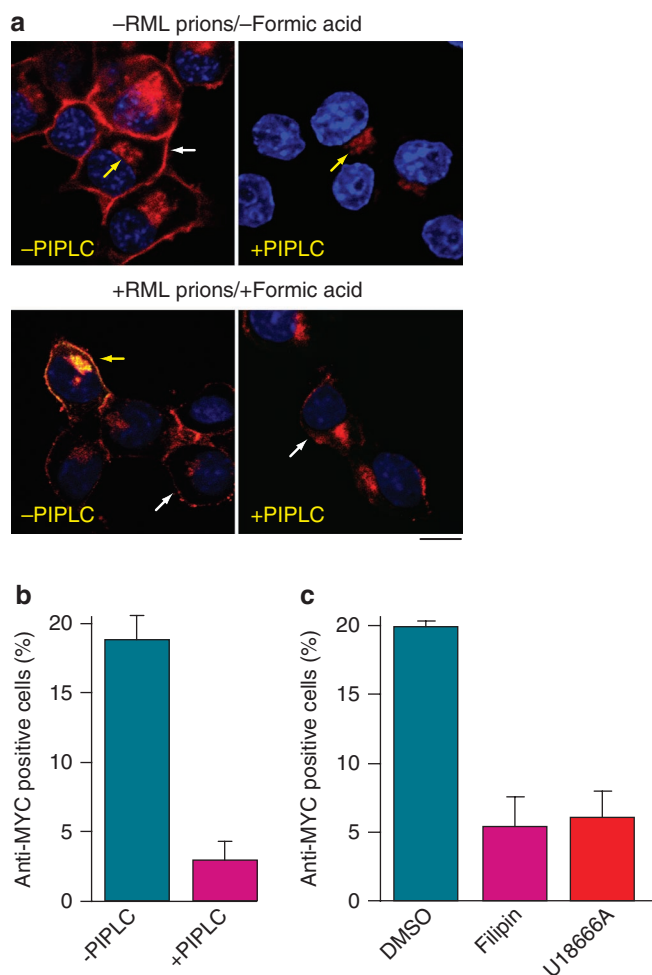 a
–RML prions/–Formic acid
–PIPLC
+PIPLC
+RML prions/+Formic acid
–PIPLC
+PIPLC
b
Anti-MYC positive cells (%)
20
15
10
5
0
-PIPLC
+PIPLC
c
Anti-MYC positive cells (%)
20
15
10
5
0
DMSO
Filipin
U18666A